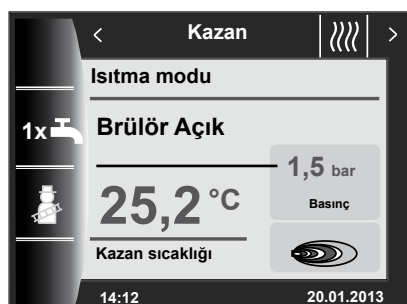 Kazan
Isıtma modu
1x
Brülör Açık
1,5 bar
Basınç
25,2 °C
Kazan sıcaklığı
14:12
20.01.2013